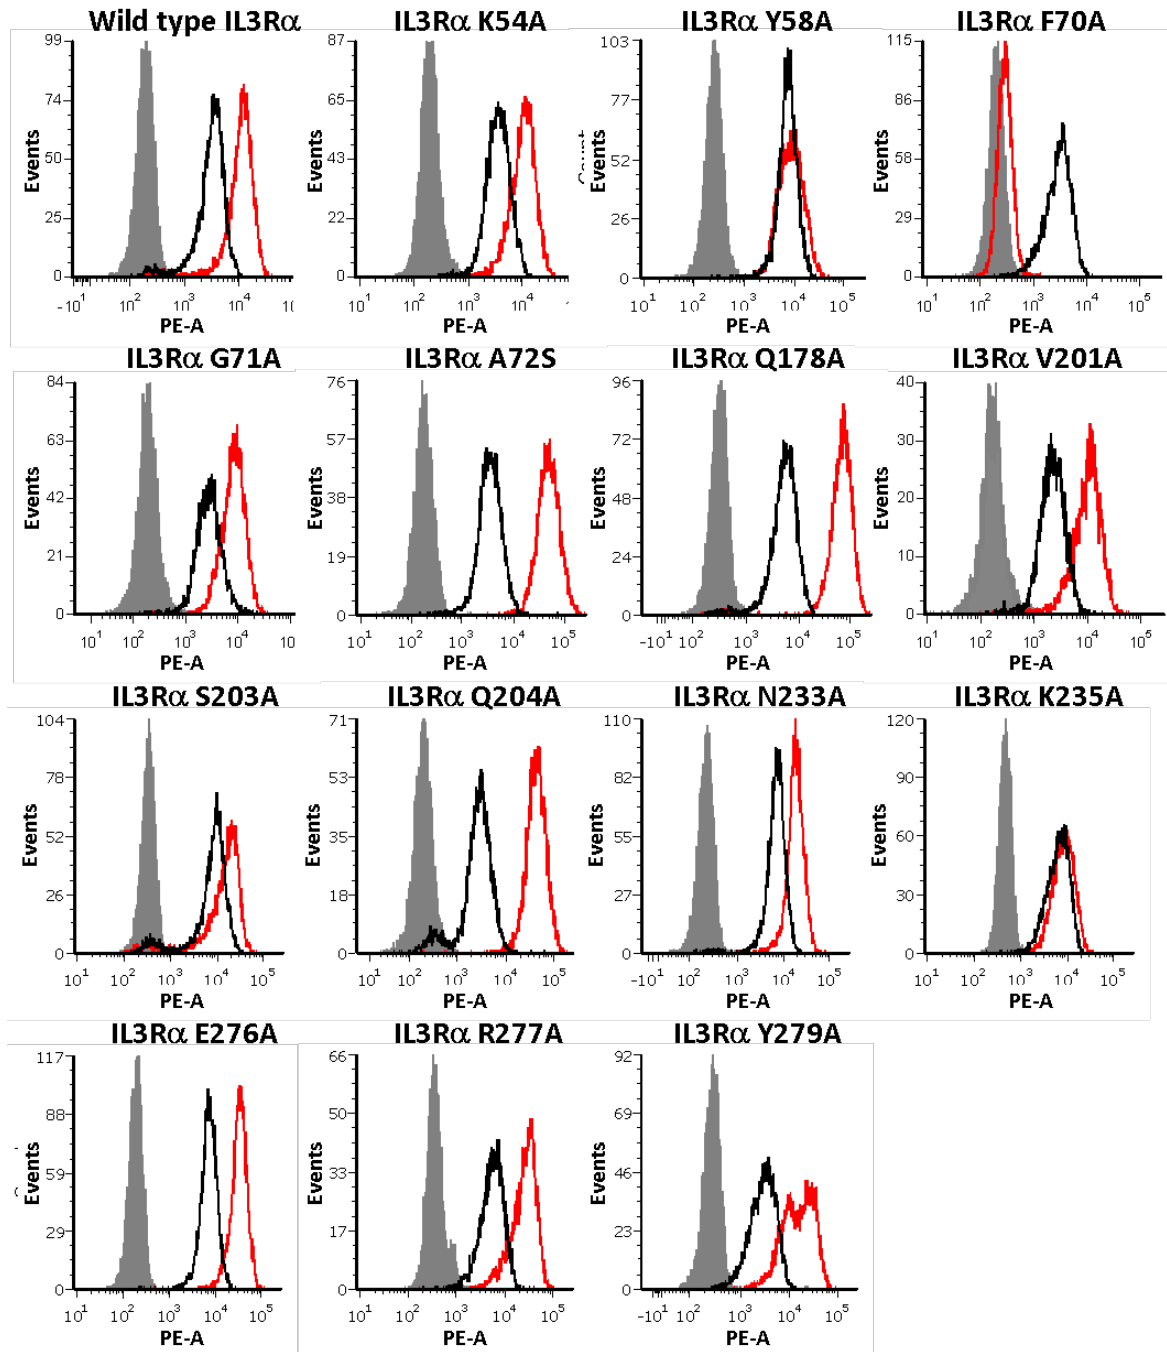 Wild type IL3Rα IL3Rα K54A IL3Rα Y58A IL3Rα F70A
99 74 50 25 0 Events -10¹ 10² 10³ 10⁴ PE-A
87 65 43 22 0 Events 10¹ 10² 10³ 10⁴ PE-A
103 77 52 26 0 Events 10¹ 10² 10³ 10⁴ 10⁵ PE-A
115 86 58 29 0 Events 10¹ 10² 10³ 10⁴ 10⁵ PE-A
IL3Rα G71A IL3Rα A72S IL3Rα Q178A IL3Rα V201A
84 63 42 21 0 Events 10¹ 10² 10³ 10⁴ 10 PE-A
76 57 38 19 0 Events 10¹ 10² 10³ 10⁴ 10⁵ PE-A
96 72 48 24 0 Events -10¹ 10² 10³ 10⁴ 10⁵ PE-A
40 30 20 10 0 Events 10¹ 10² 10³ 10⁴ 10⁵ PE-A
IL3Rα S203A IL3Rα Q204A IL3Rα N233A IL3Rα K235A
104 78 52 26 0 Events 10¹ 10² 10³ 10⁴ 10⁵ PE-A
71 53 35 18 0 Events 10¹ 10² 10³ 10⁴ 10⁵ PE-A
110 82 55 27 0 Events -10¹ 10² 10³ 10⁴ 10⁵ PE-A
120 90 60 30 0 Events 10¹ 10² 10³ 10⁴ 10⁵ PE-A
IL3Rα E276A IL3Rα R277A IL3Rα Y279A
117 88 59 29 0 Events 10¹ 10² 10³ 10⁴ 10⁵ PE-A
66 50 33 17 0 Events 10¹ 10² 10³ 10⁴ 10⁵ PE-A
92 69 46 23 0 Events -10¹ 10² 10³ 10⁴ 10⁵ PE-A